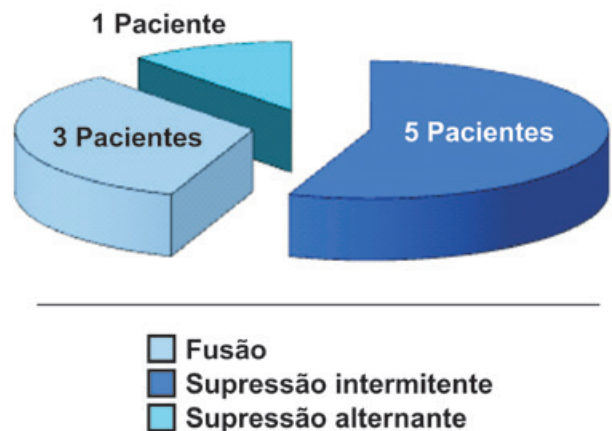 1 Paciente
3 Pacientes
5 Pacientes
Fusão
Supressão intermitente
Supressão alternante